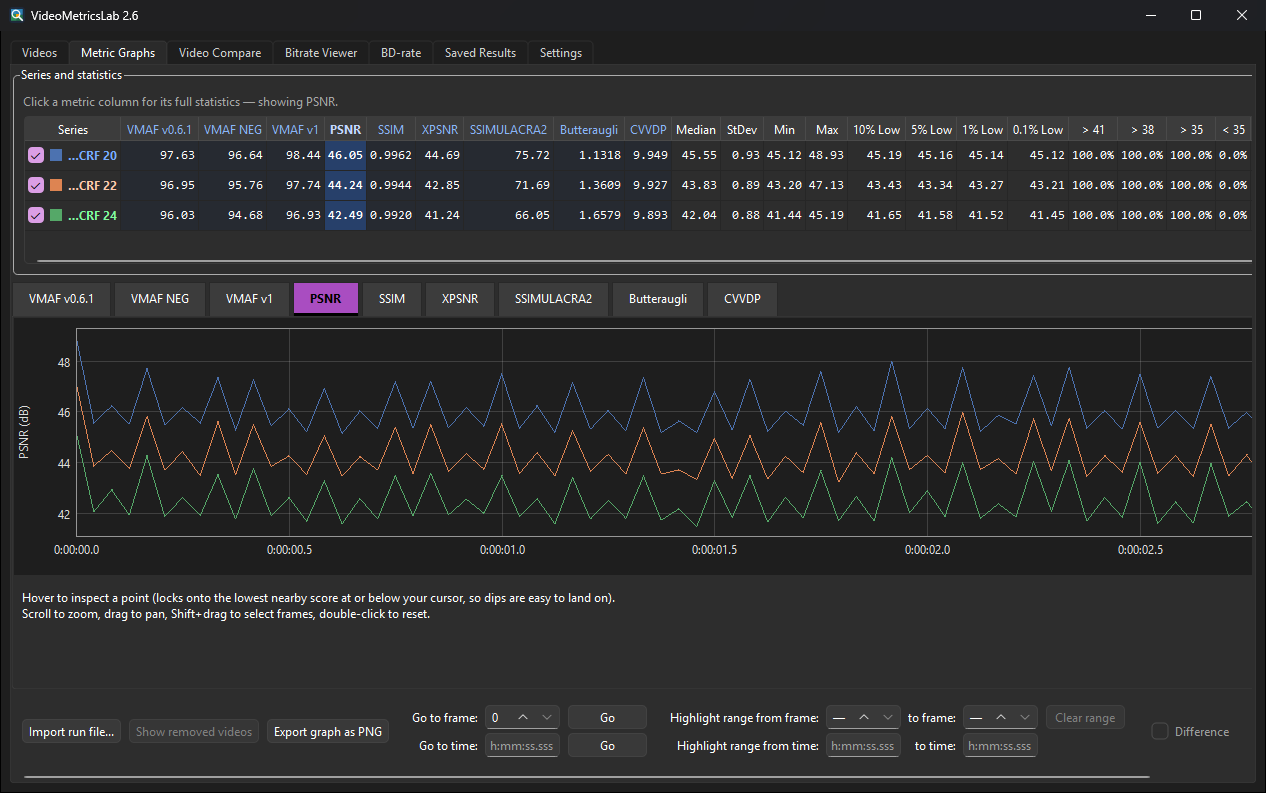 VideoMetricsLab 2.6
Videos Metric Graphs Video Compare Bitrate Viewer BD-rate Saved Results Settings
Series and statistics
Click a metric column for its full statistics — showing PSNR.
Series VMAF v0.6.1 VMAF NEG VMAF v1 PSNR SSIM XPSNR SSIMULACRA2 Butteraugli CVVDP Median StDev Min Max 10% Low 5% Low 1% Low 0.1% Low > 41 > 38 > 35 < 35
...CRF 20 97.63 96.64 98.44 46.05 0.9962 44.69 75.72 1.1318 9.949 45.55 0.93 45.12 48.93 45.19 45.16 45.14 45.12 100.0% 100.0% 100.0% 0.0%
...CRF 22 96.95 95.76 97.74 44.24 0.9944 42.85 71.69 1.3609 9.927 43.83 0.89 43.20 47.13 43.43 43.34 43.27 43.21 100.0% 100.0% 100.0% 0.0%
...CRF 24 96.03 94.68 96.93 42.49 0.9920 41.24 66.05 1.6579 9.893 42.04 0.88 41.44 45.19 41.65 41.58 41.52 41.45 100.0% 100.0% 100.0% 0.0%
VMAF v0.6.1 VMAF NEG VMAF v1 PSNR SSIM XPSNR SSIMULACRA2 Butteraugli CVVDP
PSNR (dB)
48
46
44
42
0:00:00.0 0:00:00.5 0:00:01.0 0:00:01.5 0:00:02.0 0:00:02.5
Hover to inspect a point (locks onto the lowest nearby score at or below your cursor, so dips are easy to land on).
Scroll to zoom, drag to pan, Shift+drag to select frames, double-click to reset.
Import run file... Show removed videos Export graph as PNG
Go to frame: 0 Go Highlight range from frame: — to frame: — Clear range
Go to time: h:mm:ss.sss Go Highlight range from time: h:mm:ss.sss to time: h:mm:ss.sss
Difference